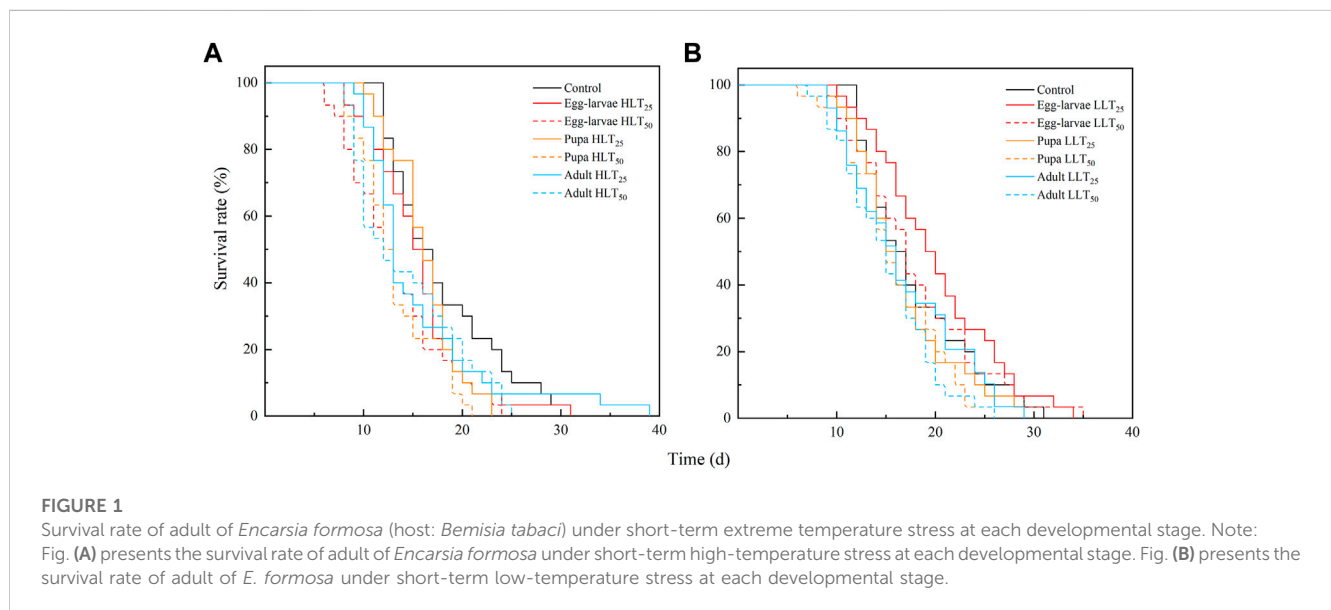 A
B
100
80
60
40
20
0
Survival rate (%)
10
20
30
40
Control
Egg-larvae HLT25
Egg-larvae HLT50
Pupa HLT25
Pupa HLT50
Adult HLT25
Adult HLT50
100
80
60
40
20
0
0
10
20
30
40
Control
Egg-larvae LLT25
Egg-larvae LLT50
Pupa LLT25
Pupa LLT50
Adult LLT25
Adult LLT50
Time (d)
FIGURE 1
Survival rate of adult of Encarsia formosa (host: Bemisia tabaci) under short-term extreme temperature stress at each developmental stage. Note:
Fig. (A) presents the survival rate of adult of Encarsia formosa under short-term high-temperature stress at each developmental stage. Fig. (B) presents the
survival rate of adult of E. formosa under short-term low-temperature stress at each developmental stage.